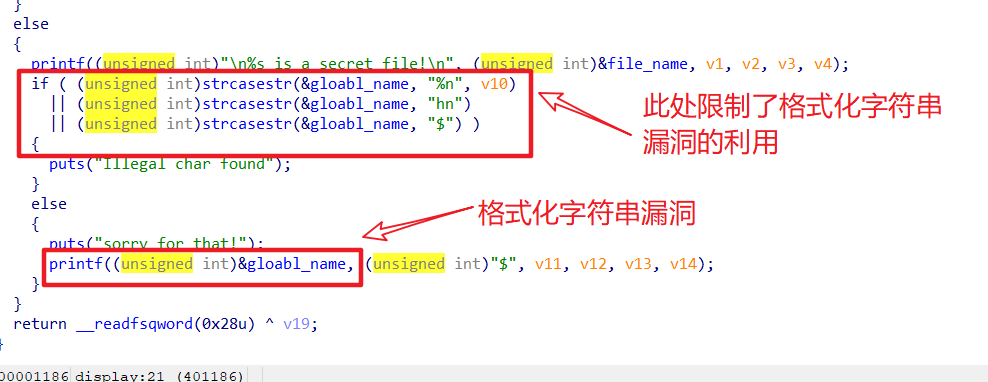 }
else
{
printf((unsigned int)"\n%s is a secret file!\n", (unsigned int)&file_name, v1, v2, v3, v4);
if ( (unsigned int)strcasestr(&gloabl_name, "%n", v10)
|| (unsigned int)strcasestr(&gloabl_name, "hn")
|| (unsigned int)strcasestr(&gloabl_name, "$") )
{
puts("Illegal char found");
}
else
{
puts("sorry for that!");
printf((unsigned int)&gloabl_name, (unsigned int)"$", v11, v12, v13, v14);
}
}
return __readfsqword(0x28u) ^ v19;
}
此处限制了格式化字符串
漏洞的利用
格式化字符串漏洞
00001186 display:21 (401186)